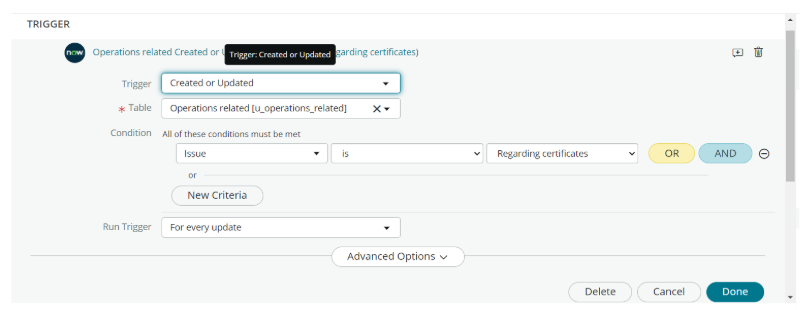 TRIGGER
now Operations related Created or U Trigger: Created or Updated garding certificates)
Trigger Created or Updated
* Table Operations related [u_operations_related]
Condition All of these conditions must be met
Issue is Regarding certificates OR AND
or
New Criteria
Run Trigger For every update
Advanced Options
Delete Cancel Done